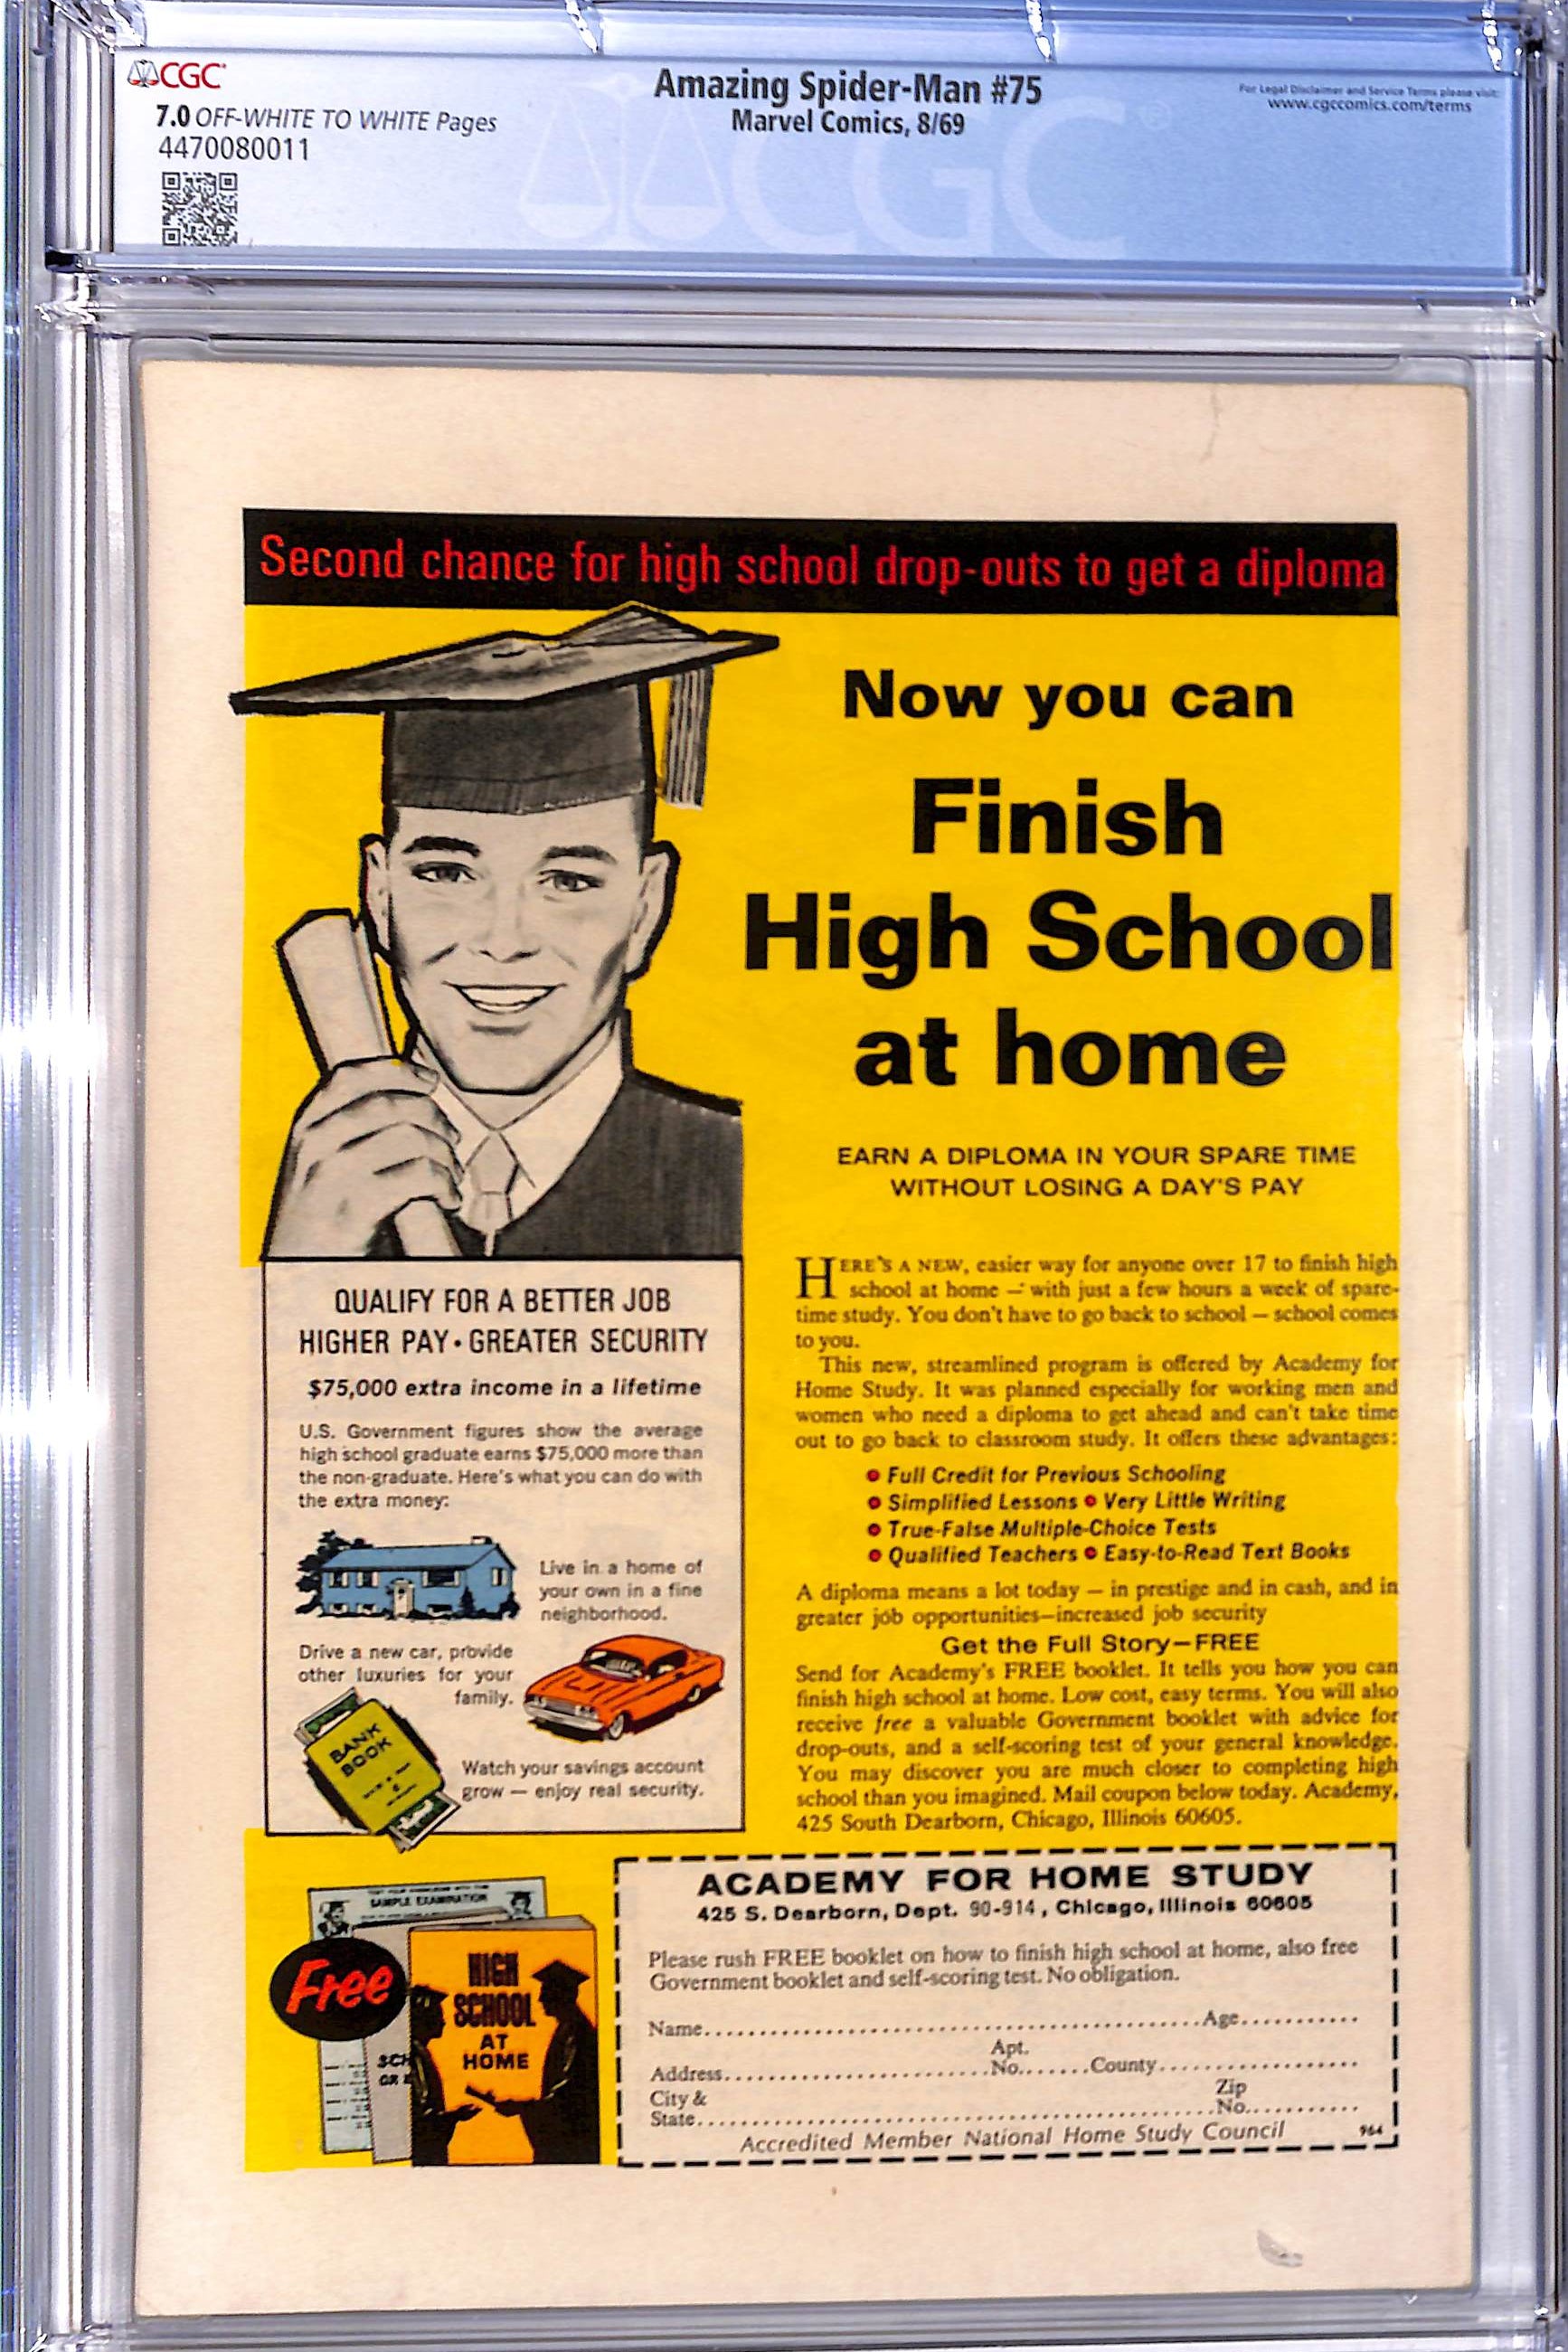 CGC
7.0 OFF-WHITE TO WHITE Pages
4470080011
Amazing Spider-Man #75
Marvel Comics, 8/69
For Legal Disclaimer and Service Terms please visit:
www.cgccomics.com/terms
CGC
Second chance for high school drop-outs to get a diploma
Now you can
Finish
High School
at home
EARN A DIPLOMA IN YOUR SPARE TIME
WITHOUT LOSING A DAY'S PAY
QUALIFY FOR A BETTER JOB
HIGHER PAY • GREATER SECURITY
$75,000 extra income in a lifetime
U.S. Government figures show the average
high school graduate earns $75,000 more than
the non-graduate. Here's what you can do with
the extra money:
Live in a home of
your own in a fine
neighborhood.
Drive a new car, provide
other luxuries for your
family.
BANK
BOOK
Watch your savings account
grow — enjoy real security.
HERE'S A NEW, easier way for anyone over 17 to finish high
school at home — with just a few hours a week of spare-
time study. You don't have to go back to school — school comes
to you.
This new, streamlined program is offered by Academy for
Home Study. It was planned especially for working men and
women who need a diploma to get ahead and can't take time
out to go back to classroom study. It offers these advantages:
• Full Credit for Previous Schooling
• Simplified Lessons • Very Little Writing
• True-False Multiple-Choice Tests
• Qualified Teachers • Easy-to-Read Text Books
A diploma means a lot today — in prestige and in cash, and in
greater job opportunities—increased job security
Get the Full Story—FREE
Send for Academy's FREE booklet. It tells you how you can
finish high school at home. Low cost, easy terms. You will also
receive free a valuable Government booklet with advice for
drop-outs, and a self-scoring test of your general knowledge.
You may discover you are much closer to completing high
school than you imagined. Mail coupon below today. Academy,
425 South Dearborn, Chicago, Illinois 60605.
SAMPLE EXAMINATION
Free
SCH
OR
HIGH
SCHOOL
AT
HOME
ACADEMY FOR HOME STUDY
425 S. Dearborn, Dept. 90-914, Chicago, Illinois 60605
Please rush FREE booklet on how to finish high school at home, also free
Government booklet and self-scoring test. No obligation.
Name..........Age..........
Apt.
Address..........No.......County..........
City & Zip
State..........No..........
Accredited Member National Home Study Council 964